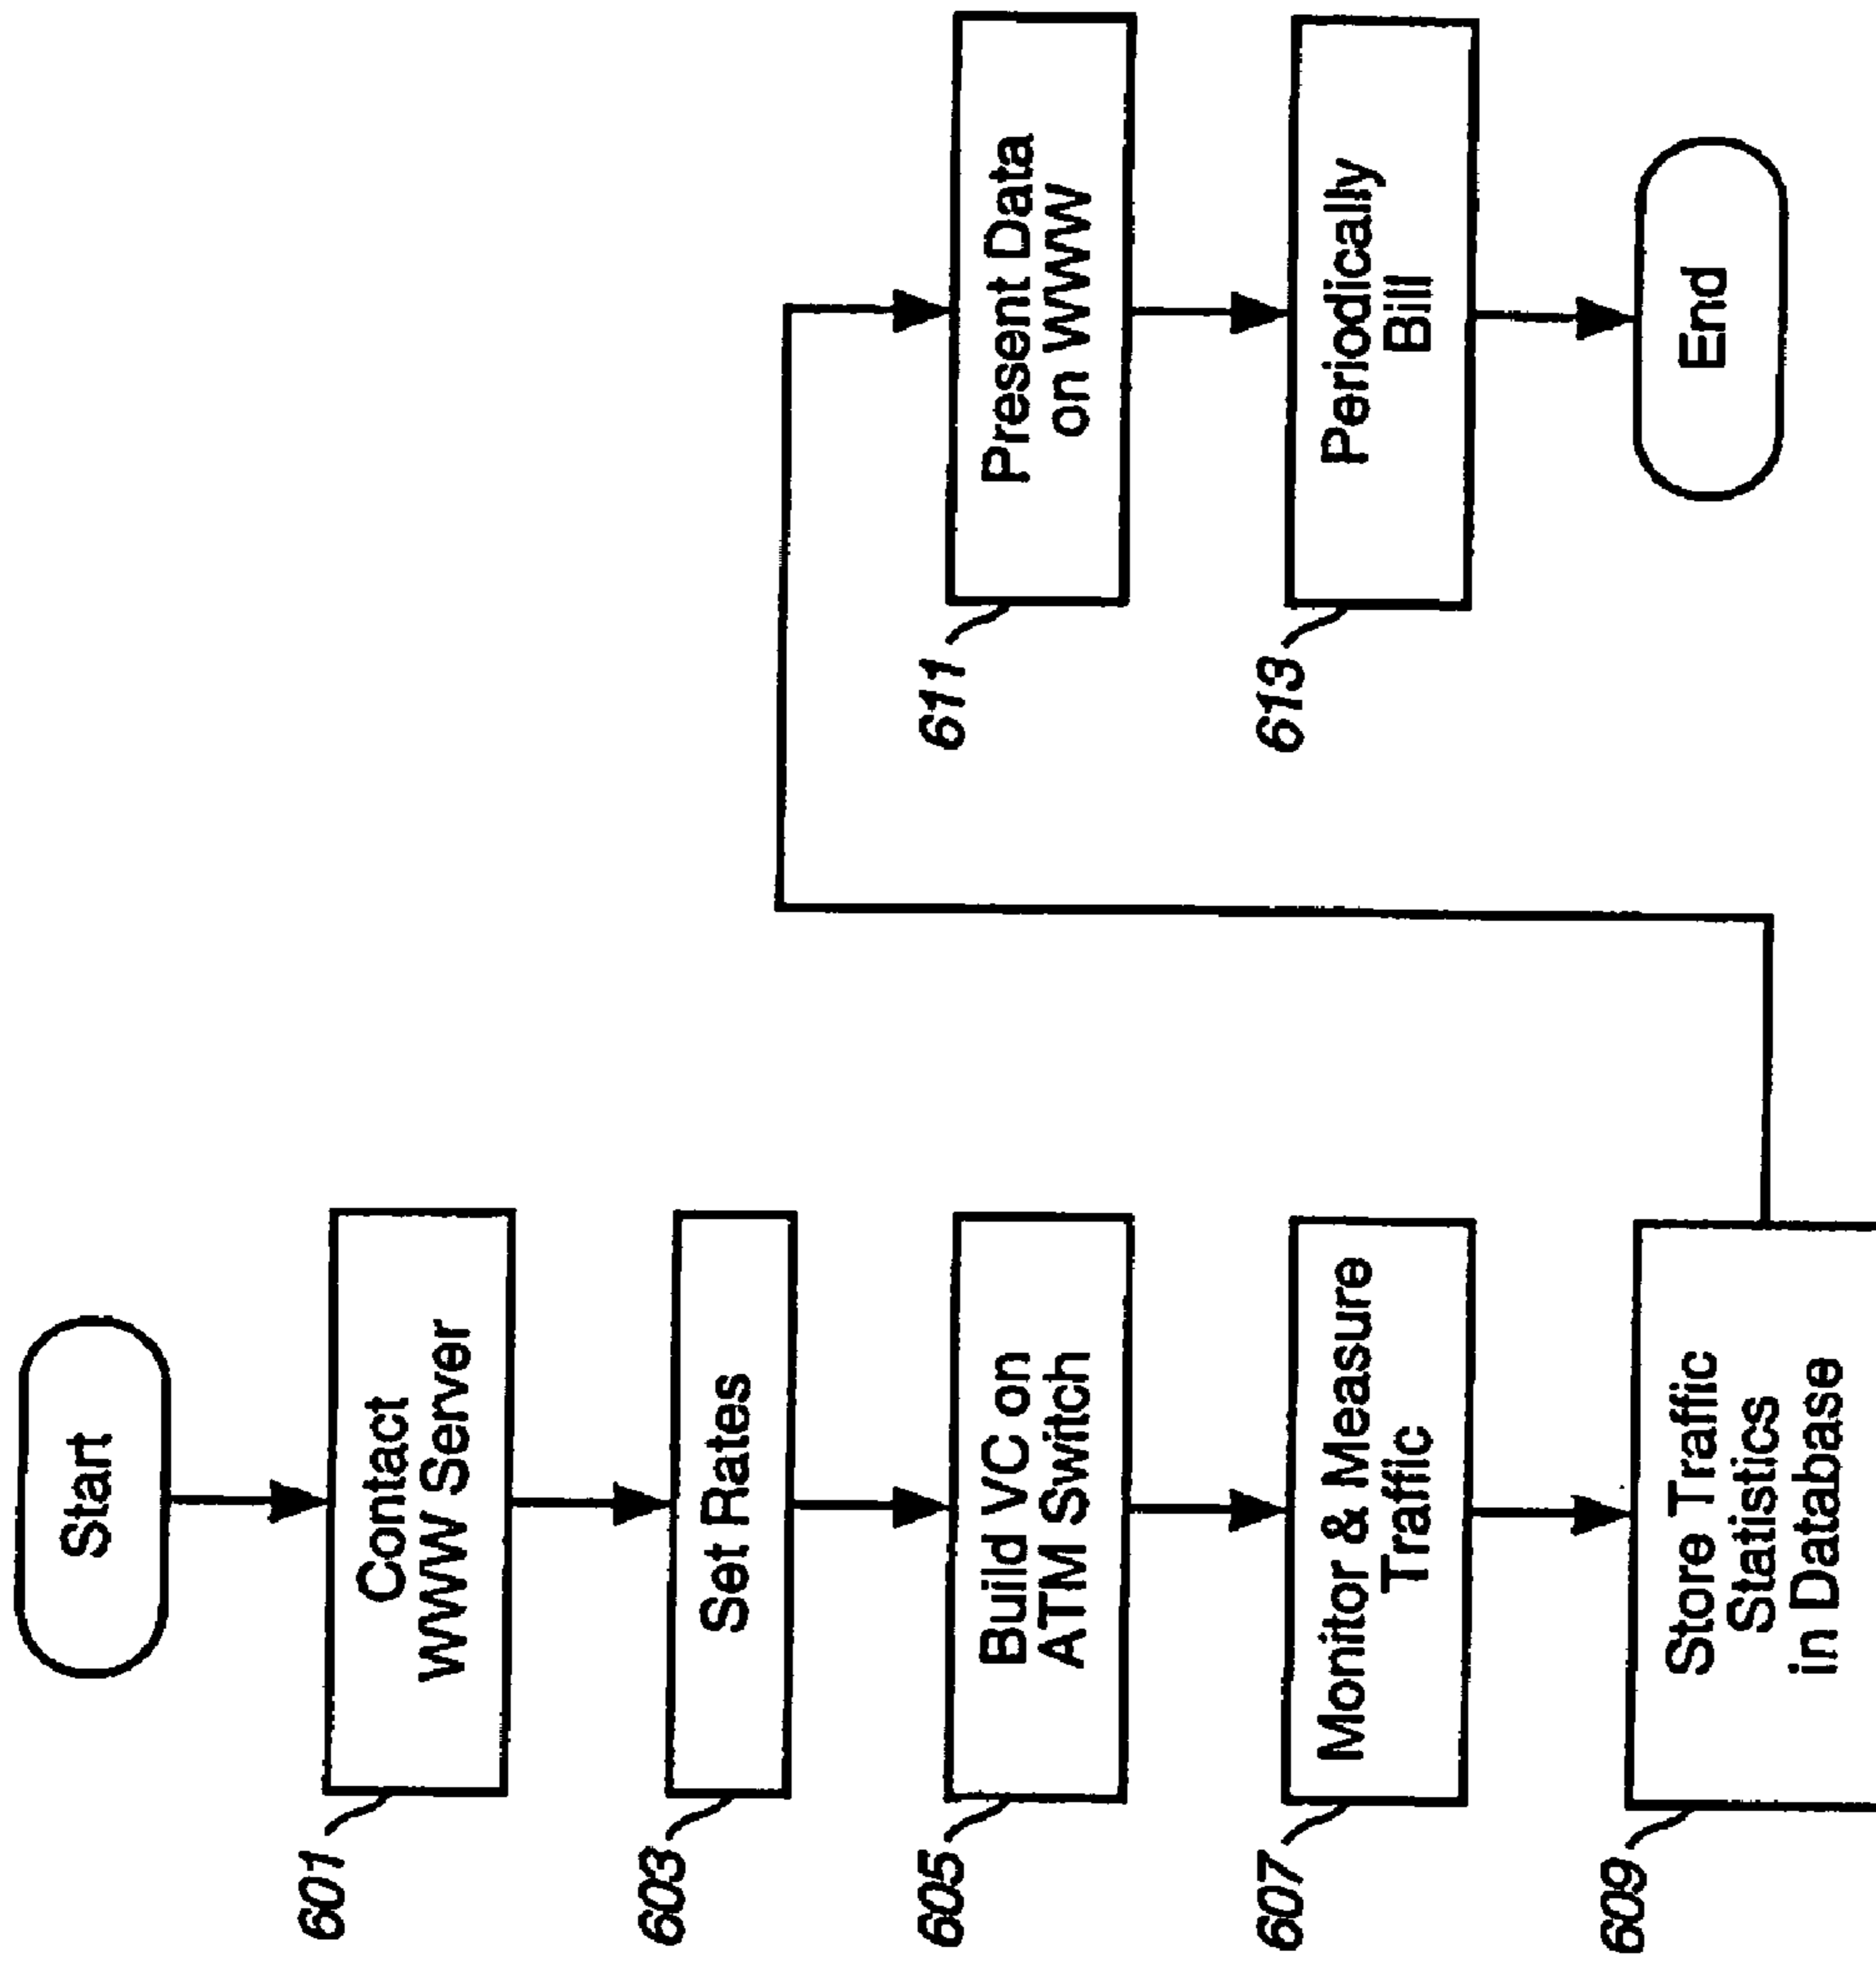 Start
601
Contact
WWW Server
603
Set Rates
605
Build VC on
ATM Switch
607
Monitor & Measure
Traffic
609
Store Traffic
Statistics
in Database
611
Present Data
on WWW
613
Periodically
Bill
End